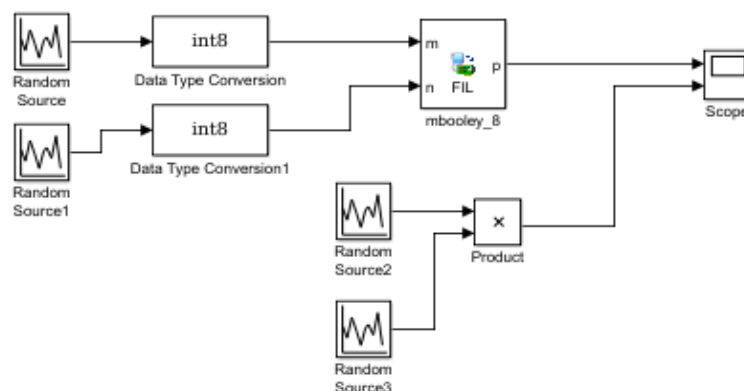 Random
Source
int8
Data Type Conversion
m
n
p
FIL
mbooley_8
Scope
Random
Source1
int8
Data Type Conversion1
Random
Source2
×
Product
Random
Source3